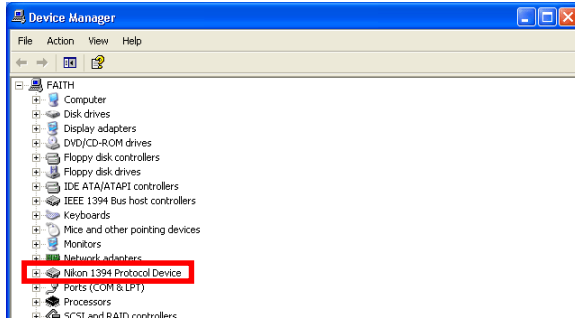 Device Manager
File Action View Help
FAITH
Computer
Disk drives
Display adapters
DVD/CD-ROM drives
Floppy disk controllers
Floppy disk drives
IDE ATA/ATAPI controllers
IEEE 1394 Bus host controllers
Keyboards
Mice and other pointing devices
Monitors
Network adapters
Nikon 1394 Protocol Device
Ports (COM & LPT)
Processors
SCSI and RAID controllers